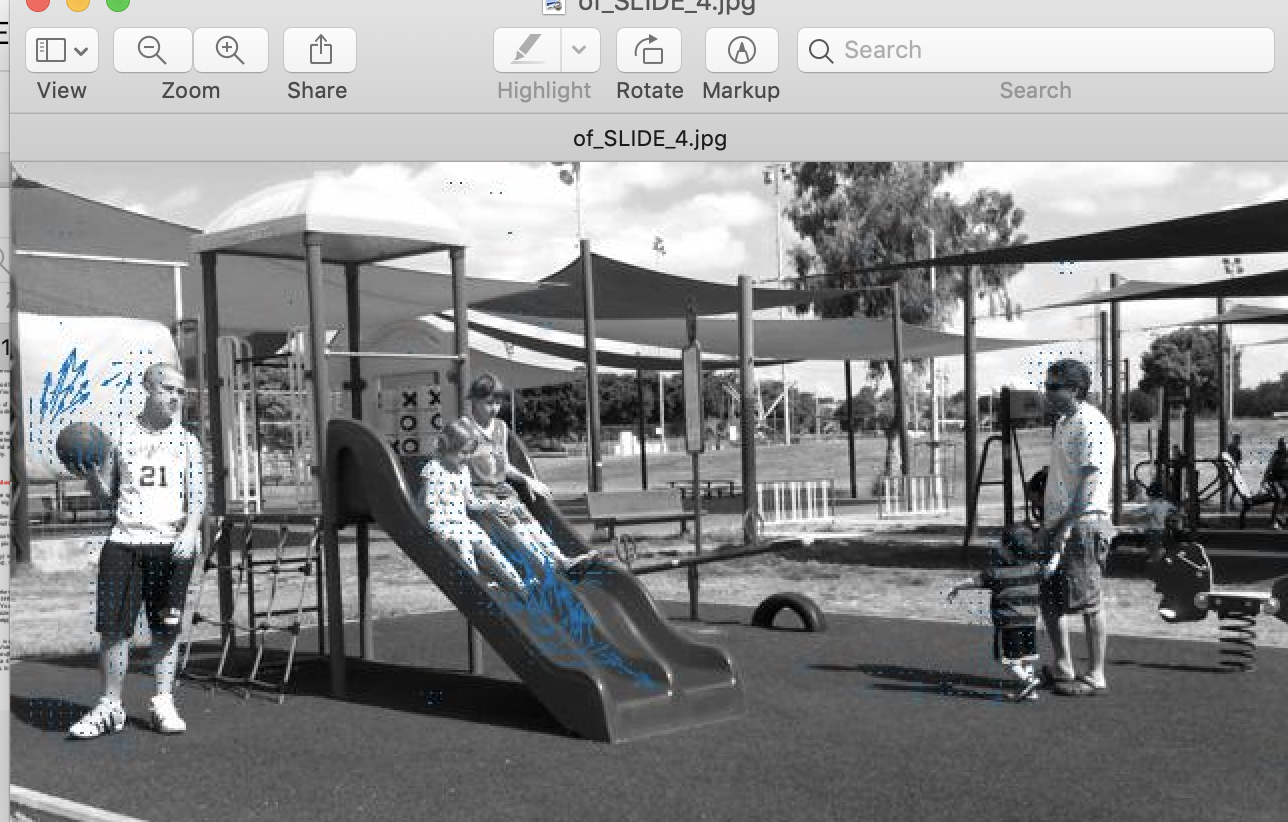 of_SLIDE_4.jpg
View
Zoom
Share
Highlight
Rotate
Markup
Search
Search
of_SLIDE_4.jpg
X X
O O
X O
21